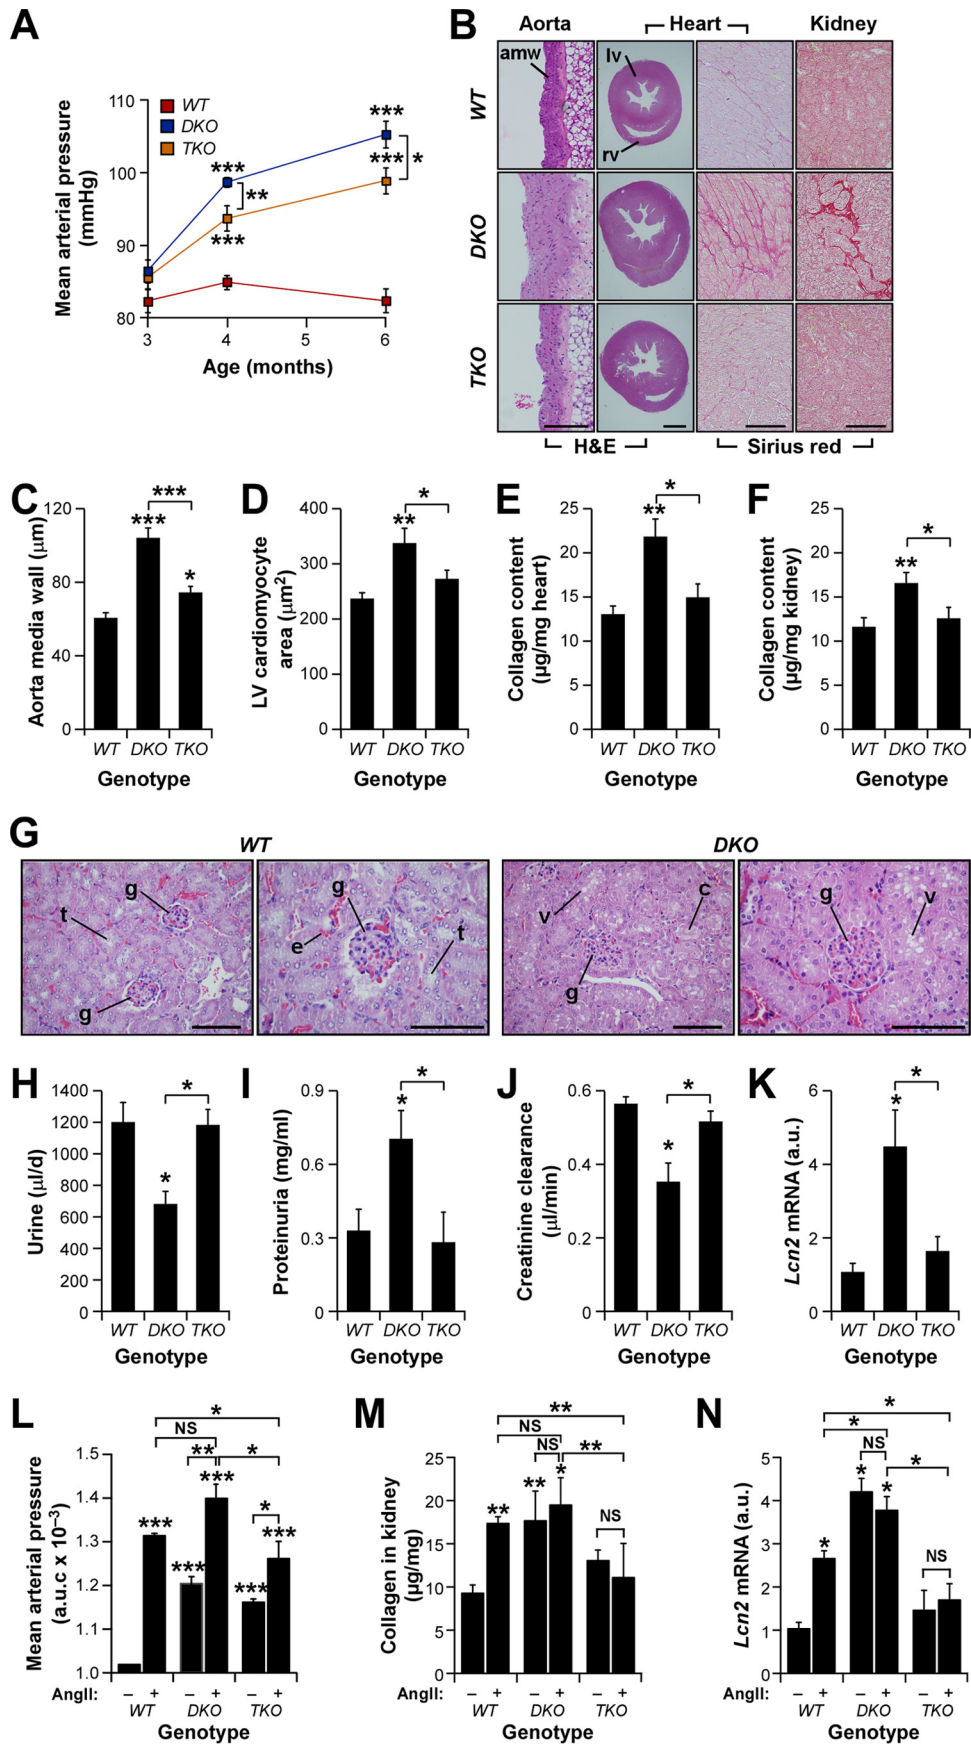 A
Mean arterial pressure
(mmHg)
110
100
90
80
WT
DKO
TKO
***
***
***
***
**
*
3
4
5
6
Age (months)
B
Aorta
Heart
Kidney
WT
DKO
TKO
amw
lv
rv
H&E
Sirius red
C
Aorta media wall (µm)
120
80
40
0
***
***
*
WT DKO TKO
Genotype
D
LV cardiomyocyte
area (µm²)
400
300
200
100
0
**
*
WT DKO TKO
Genotype
E
Collagen content
(µg/mg heart)
25
20
15
10
5
0
**
*
WT DKO TKO
Genotype
F
Collagen content
(µg/mg kidney)
25
20
15
10
5
0
**
*
WT DKO TKO
Genotype
G
WT
DKO
g
t
g
g
e
t
v
c
g
g
v
H
Urine (µl/d)
1400
1200
1000
800
600
400
200
0
*
*
WT DKO TKO
Genotype
I
Proteinuria (mg/ml)
0.9
0.6
0.3
0
*
*
WT DKO TKO
Genotype
J
Creatinine clearance
(µl/min)
0.6
0.4
0.2
0
*
*
WT DKO TKO
Genotype
K
Lcn2 mRNA (a.u.)
6
4
2
0
*
*
WT DKO TKO
Genotype
L
Mean arterial pressure
(a.u.c x 10⁻³)
1.5
1.4
1.3
1.2
1.1
1.0
*
NS
**
*
***
***
***
*
***
***
AngII: – + – + – +
WT DKO TKO
Genotype
M
Collagen in kidney
(µg/mg)
25
20
15
10
5
0
**
NS
NS
**
**
**
*
NS
AngII: – + – + – +
WT DKO TKO
Genotype
N
Lcn2 mRNA (a.u.)
5
4
3
2
1
0
*
*
NS
*
*
*
*
NS
AngII: – + – + – +
WT DKO TKO
Genotype